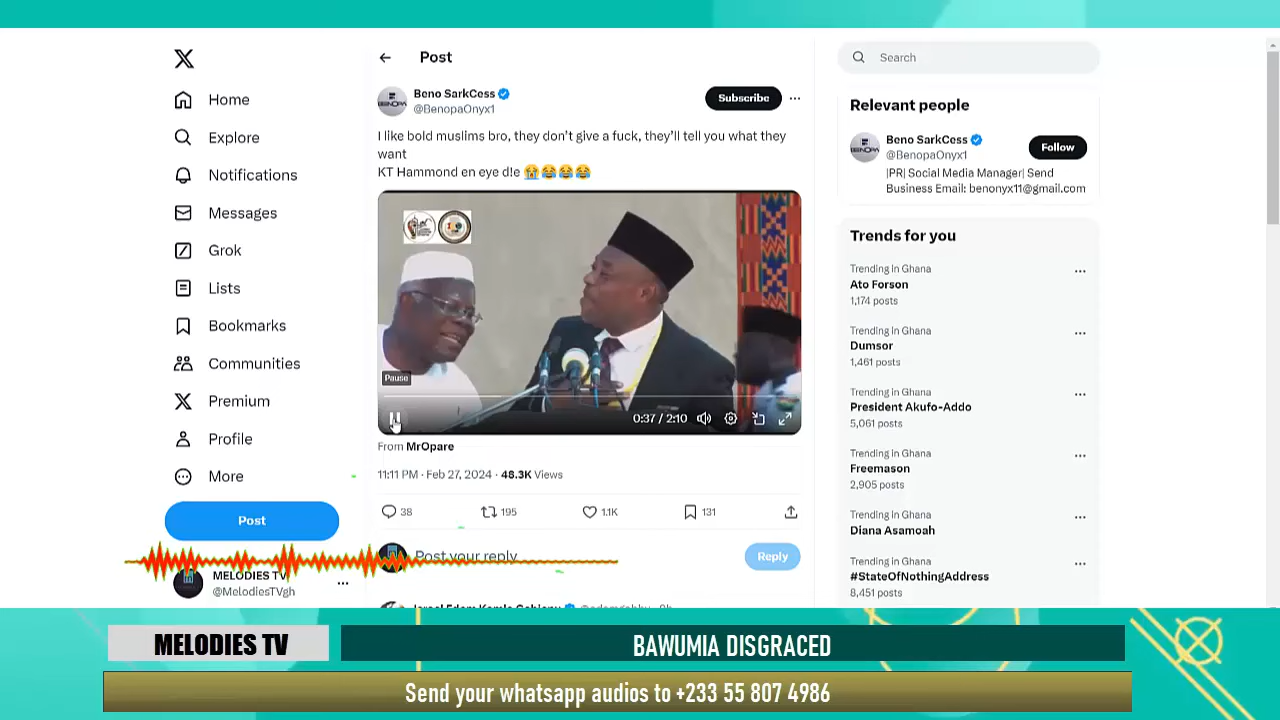 Post
Home
Explore
Notifications
Messages
Grok
Lists
Bookmarks
Communities
Premium
Profile
More
Post
MELODIES TV
@MelodiesTVgh
Beno SarkCess
@BenopaOnyx1
Subscribe
I like bold muslims bro, they don't give a fuck, they'll tell you what they
want
KT Hammond en eye d!e 😭😂😂😂
Pause
0:37 / 2:10
From MrOpare
11:11 PM · Feb 27, 2024 · 48.3K Views
38
195
1.1K
131
Post your reply
Reply
Search
Relevant people
Beno SarkCess
@BenopaOnyx1
Follow
|PR| Social Media Manager| Send
Business Email: benonyx11@gmail.com
Trends for you
Trending in Ghana
Ato Forson
1,174 posts
Trending in Ghana
Dumsor
1,461 posts
Trending in Ghana
President Akufo-Addo
5,061 posts
Trending in Ghana
Freemason
2,905 posts
Trending in Ghana
Diana Asamoah
Trending in Ghana
#StateOfNothingAddress
8,451 posts
MELODIES TV
BAWUMIA DISGRACED
Send your whatsapp audios to +233 55 807 4986